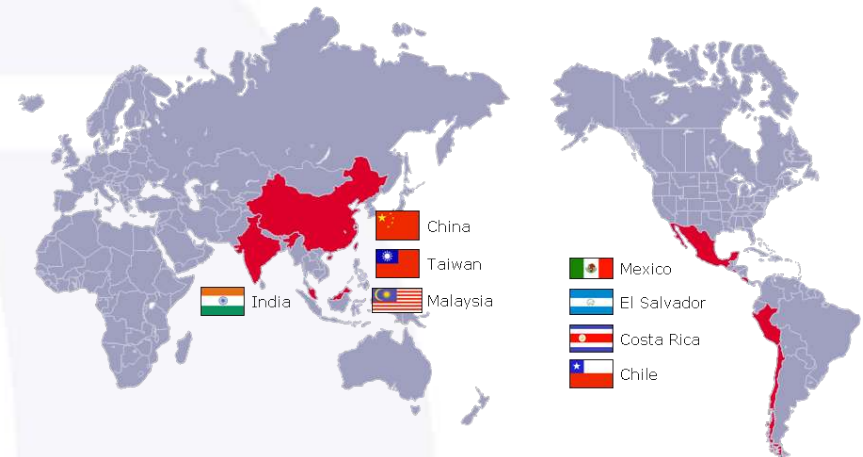 China
Taiwan
India
Malaysia
Mexico
El Salvador
Costa Rica
Chile